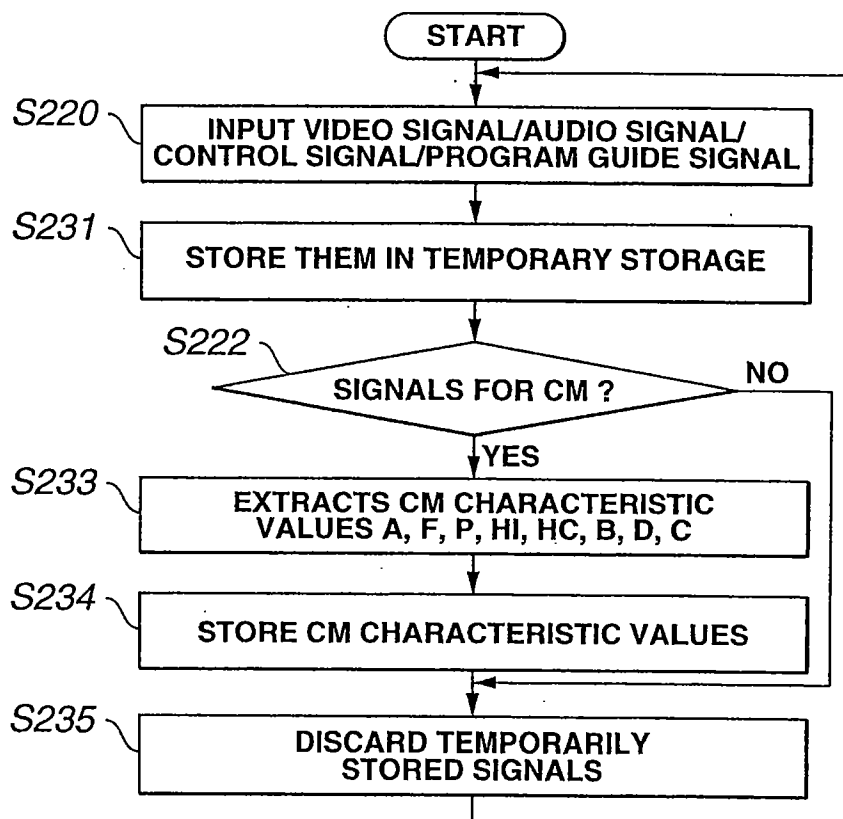 START
S220
INPUT VIDEO SIGNAL/AUDIO SIGNAL/
CONTROL SIGNAL/PROGRAM GUIDE SIGNAL
S231
STORE THEM IN TEMPORARY STORAGE
S222
SIGNALS FOR CM ?
NO
YES
S233
EXTRACTS CM CHARACTERISTIC
VALUES A, F, P, HI, HC, B, D, C
S234
STORE CM CHARACTERISTIC VALUES
S235
DISCARD TEMPORARILY
STORED SIGNALS